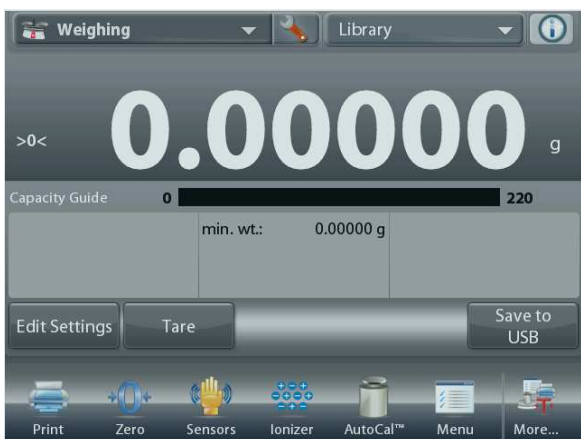 Weighing
Library
>0<
0.00000 g
Capacity Guide 0 220
min. wt.: 0.00000 g
Edit Settings
Tare
Save to
USB
Print Zero Sensors Ionizer AutoCal™ Menu More...